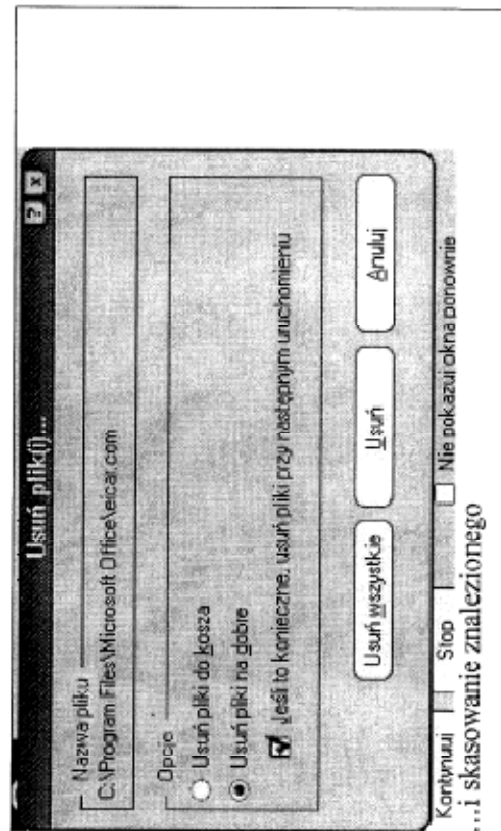 Usuń plik(i)...
Nazwa pliku
C:\Program Files\Microsoft Office\eicar.com
Opcje
Usuń pliki do kosza
Usuń pliki na dobre
Jeśli to konieczne, usuń pliki przy następnym uruchomieniu
Usuń wszystkie
Usuń
Anuluj
Kontynuuj
Stop
Nie pokazuj okna ponownie
...i skasowanie znalezionego